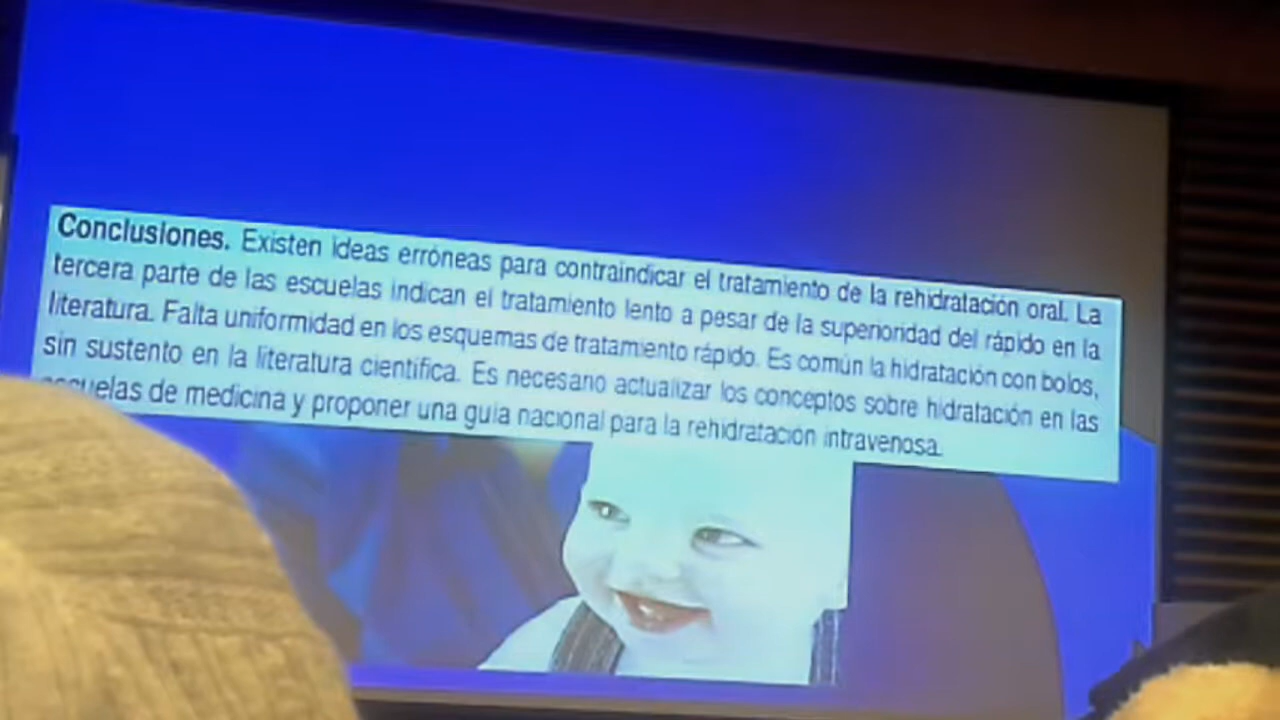 Conclusiones. Existen ideas erróneas para contraindicar el tratamiento de la rehidratación oral. La
tercera parte de las escuelas indican el tratamiento lento a pesar de la superioridad del rápido en la
literatura. Falta uniformidad en los esquemas de tratamiento rápido. Es común la hidratación con bolos,
sin sustento en la literatura científica. Es necesario actualizar los conceptos sobre hidratación en las
escuelas de medicina y proponer una guía nacional para la rehidratación intravenosa.